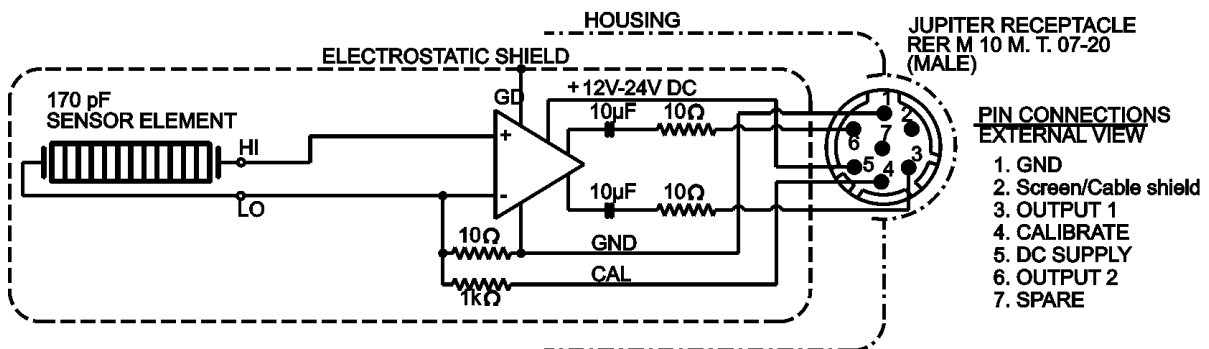 HOUSING
JUPITER RECEPTACLE
RER M 10 M. T. 07-20
(MALE)
ELECTROSTATIC SHIELD
+12V-24V DC
170 pF
SENSOR ELEMENT
GD
10µF
10Ω
1
2
PIN CONNECTIONS
EXTERNAL VIEW
HI
+
7
6
3
1. GND
5
4
2. Screen/Cable shield
LO
-
10µF
10Ω
3. OUTPUT 1
4. CALIBRATE
10Ω
GND
5. DC SUPPLY
CAL
6. OUTPUT 2
1kΩ
7. SPARE